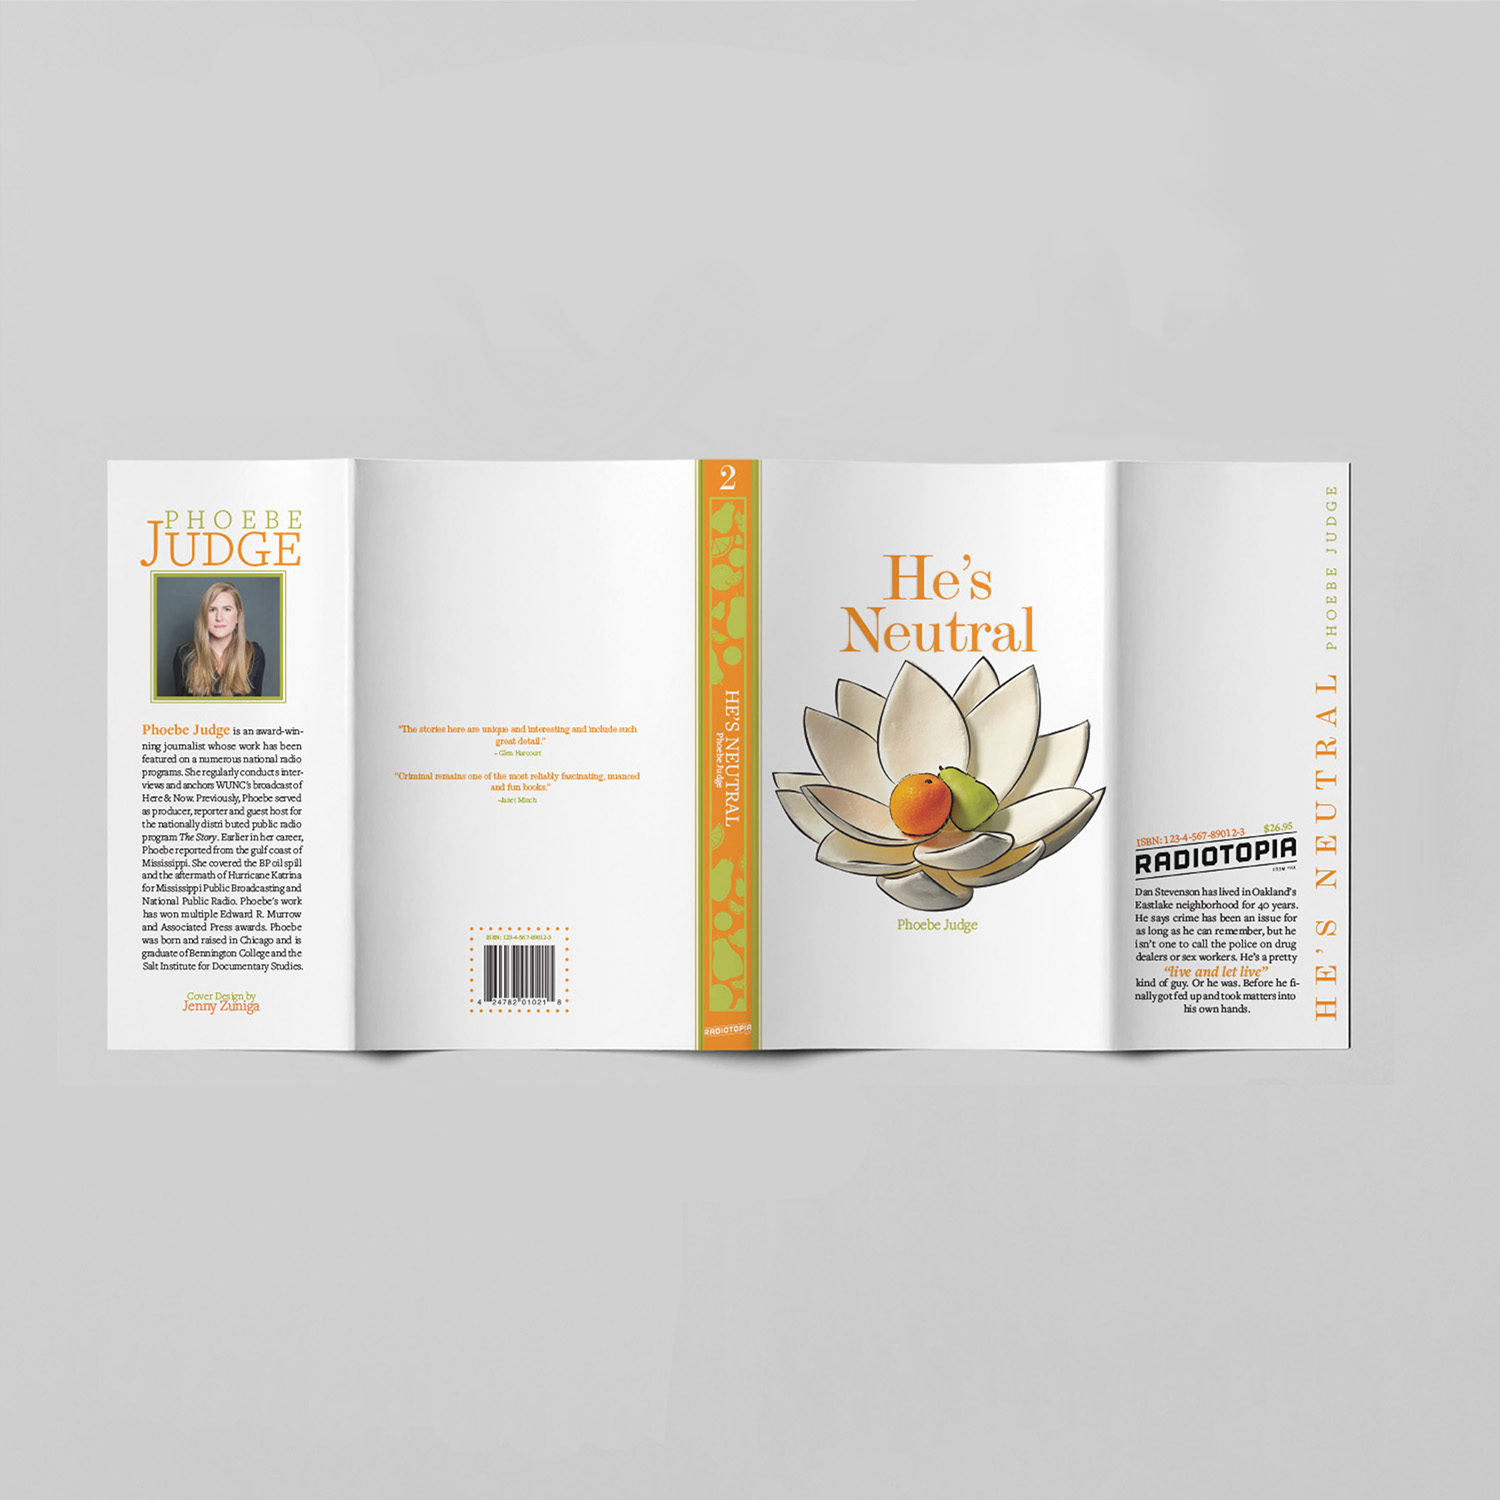 PHOEBE
JUDGE
Phoebe Judge is an award-win-
ning journalist whose work has been
featured on a numerous national radio
programs. She regularly conducts inter-
views and anchors WUNC's broadcast of
Here & Now. Previously, Phoebe served
as producer, reporter and guest host for
the nationally distri buted public radio
program The Story. Earlier in her career,
Phoebe reported from the gulf coast of
Mississippi. She covered the BP oil spill
and the aftermath of Hurricane Katrina
for Mississippi Public Broadcasting and
National Public Radio. Phoebe's work
has won multiple Edward R. Murrow
and Associated Press awards. Phoebe
was born and raised in Chicago and is
graduate of Bennington College and the
Salt Institute for Documentary Studies.
Cover Design by
Jenny Zuniga
"The stories here are unique and interesting and include such
great detail."
– Glen Harcourt
"Criminal remains one of the most reliably fascinating, nuanced
and fun books."
–Janet Minch
ISBN: 123-4-567-89012-3
4 24782 01021 8
2
HE'S NEUTRAL
Phoebe Judge
RADIOTOPIA
He's
Neutral
Phoebe Judge
ISBN: 123-4-567-89012-3 $26.95
RADIOTOPIA
FROM PRX
Dan Stevenson has lived in Oakland's
Eastlake neighborhood for 40 years.
He says crime has been an issue for
as long as he can remember, but he
isn't one to call the police on drug
dealers or sex workers. He's a pretty
"live and let live"
kind of guy. Or he was. Before he fi-
nally got fed up and took matters into
his own hands.
HE'S NEUTRAL PHOEBE JUDGE